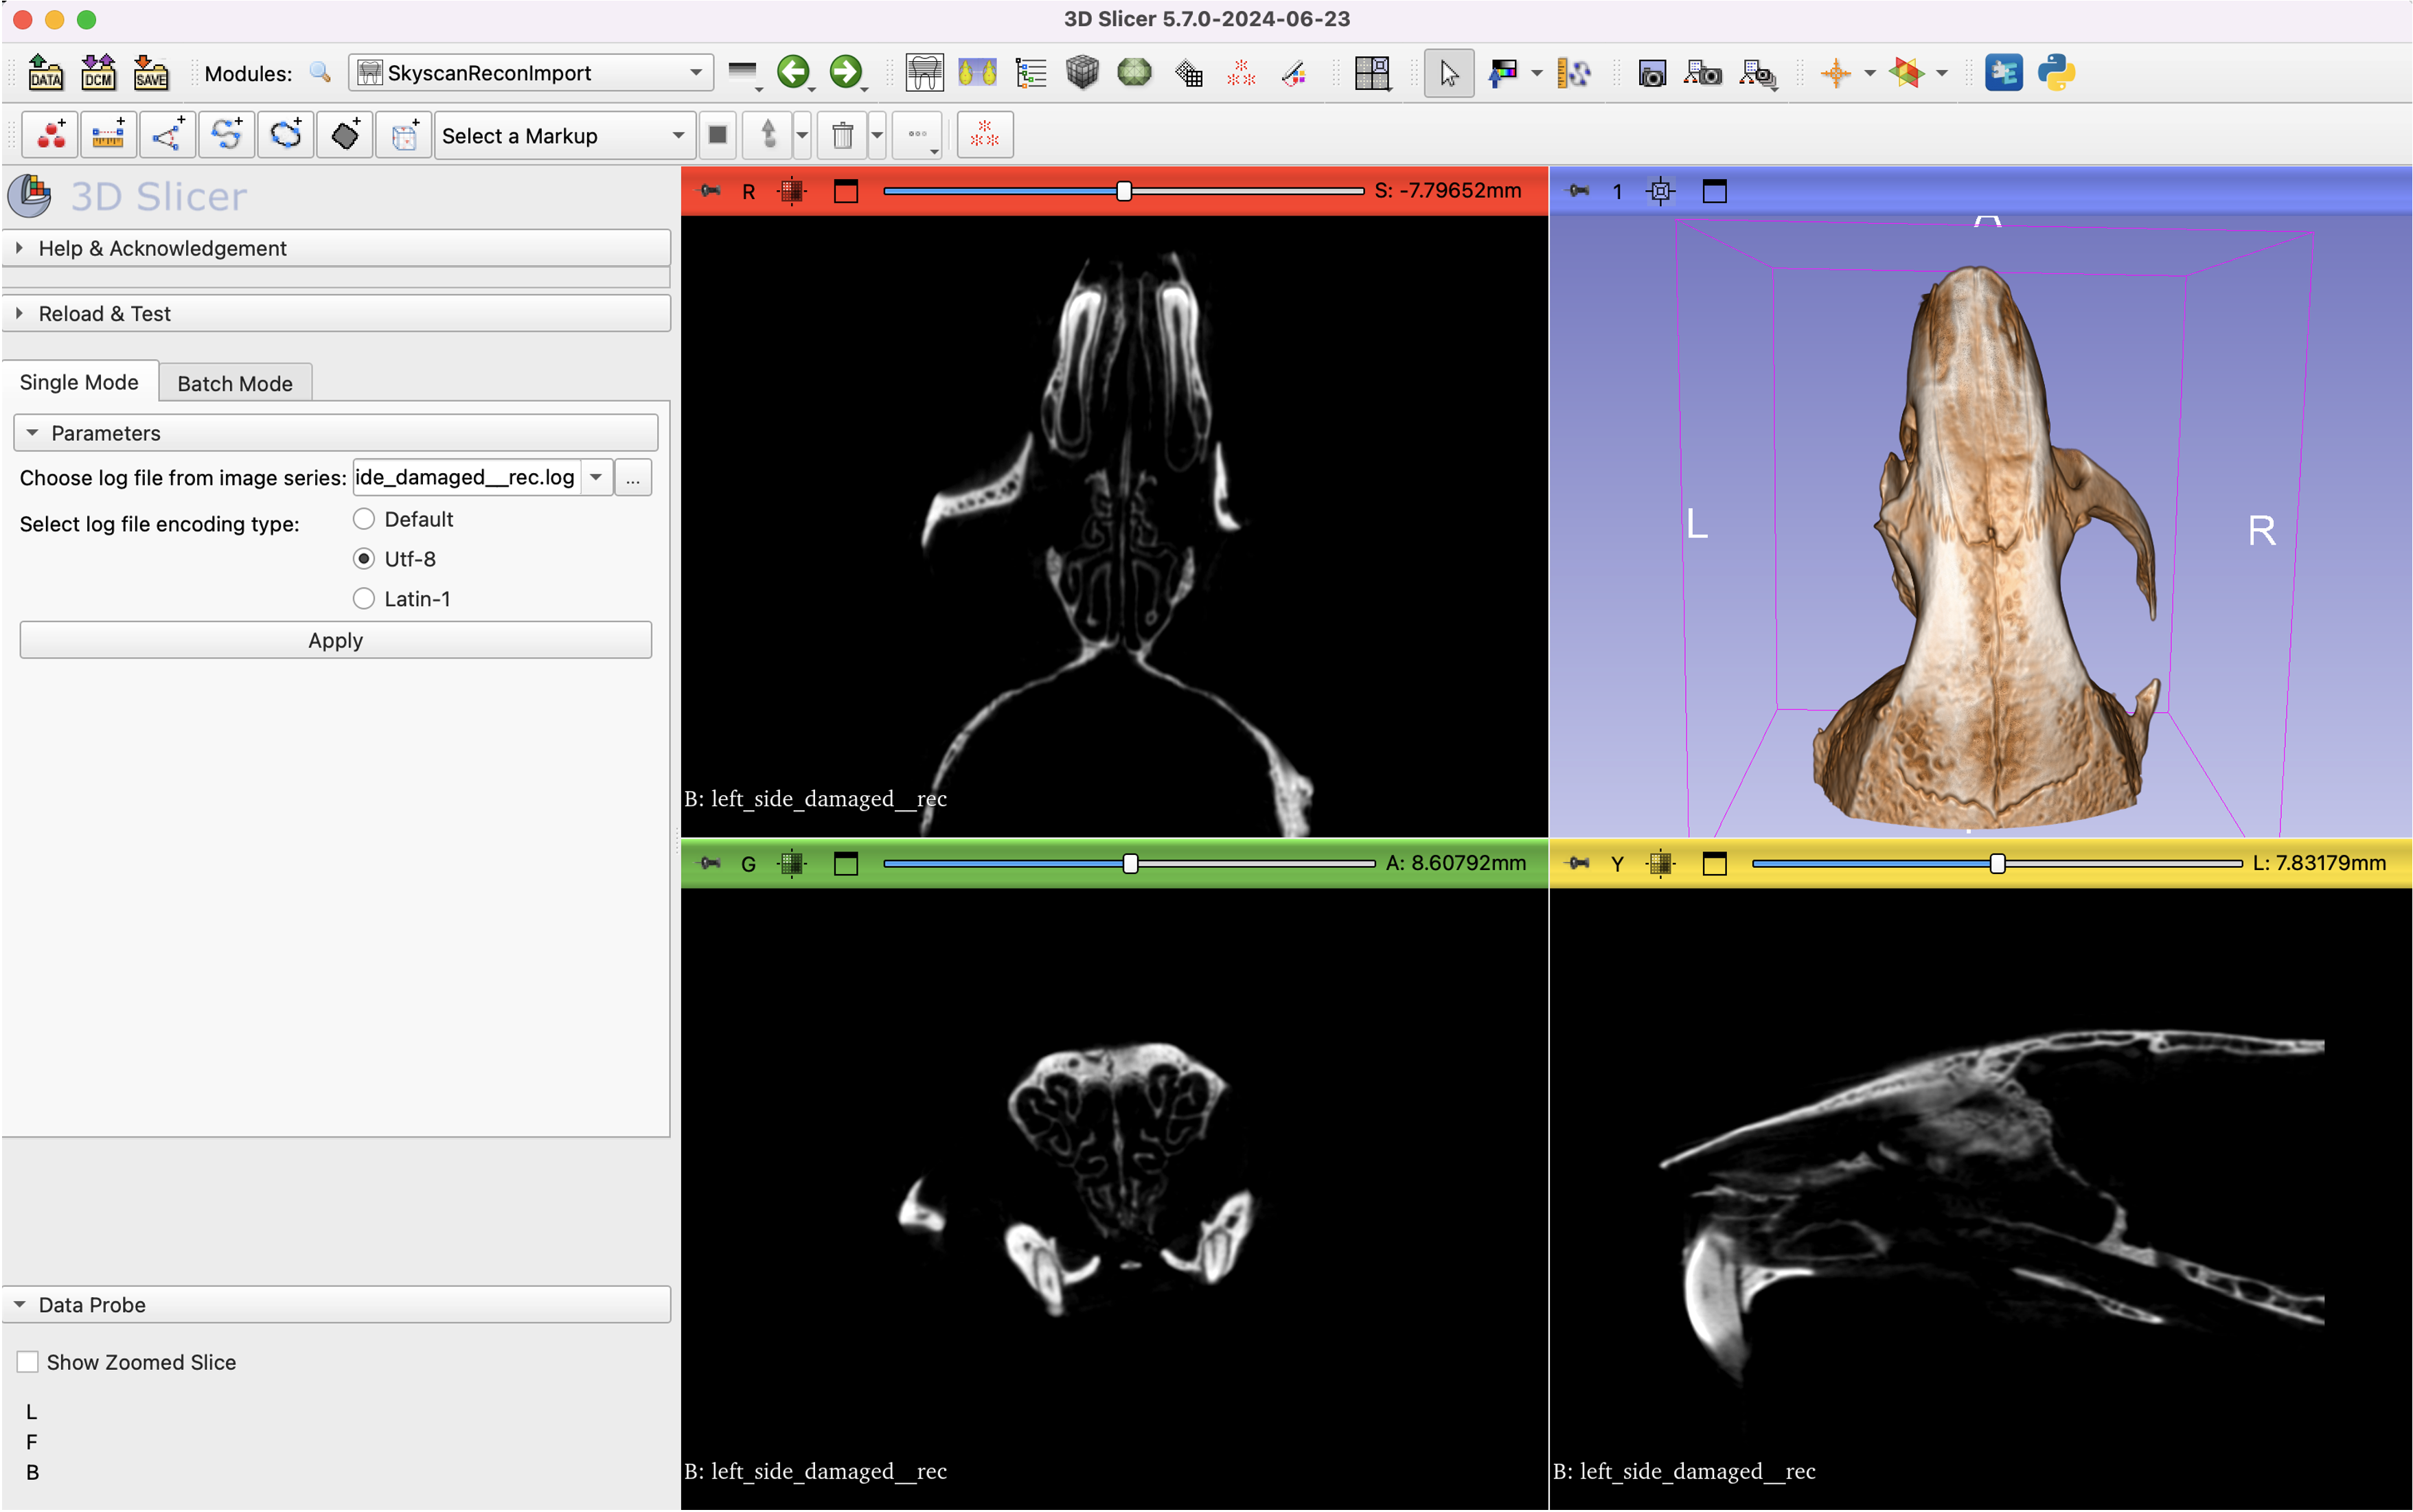 3D Slicer 5.7.0-2024-06-23
DATA DCM SAVE Modules: SkyscanReconImport
Select a Markup
3D Slicer
Help & Acknowledgement
Reload & Test
Single Mode Batch Mode
Parameters
Choose log file from image series: ide_damaged__rec.log ...
Select log file encoding type: Default
Utf-8
Latin-1
Apply
Data Probe
Show Zoomed Slice
L
F
B
R S: -7.79652mm
B: left_side_damaged__rec
1
L R
G A: 8.60792mm
B: left_side_damaged__rec
Y L: 7.83179mm
B: left_side_damaged__rec